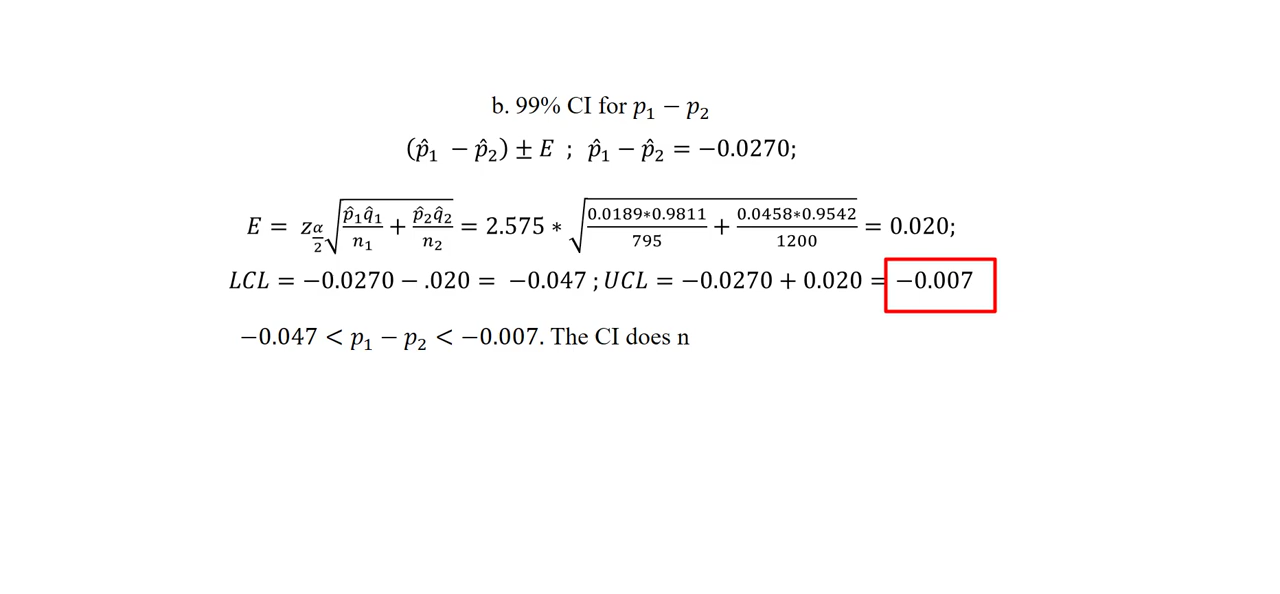 b. 99% CI for p₁ − p₂
(p̂₁ − p̂₂) ± E ; p̂₁ − p̂₂ = −0.0270;
E = z_(α/2) √(p̂₁q̂₁/n₁ + p̂₂q̂₂/n₂) = 2.575 ∗ √(0.0189∗0.9811/795 + 0.0458∗0.9542/1200) = 0.020;
LCL = −0.0270 − .020 = −0.047 ; UCL = −0.0270 + 0.020 = −0.007
−0.047 < p₁ − p₂ < −0.007. The CI does n